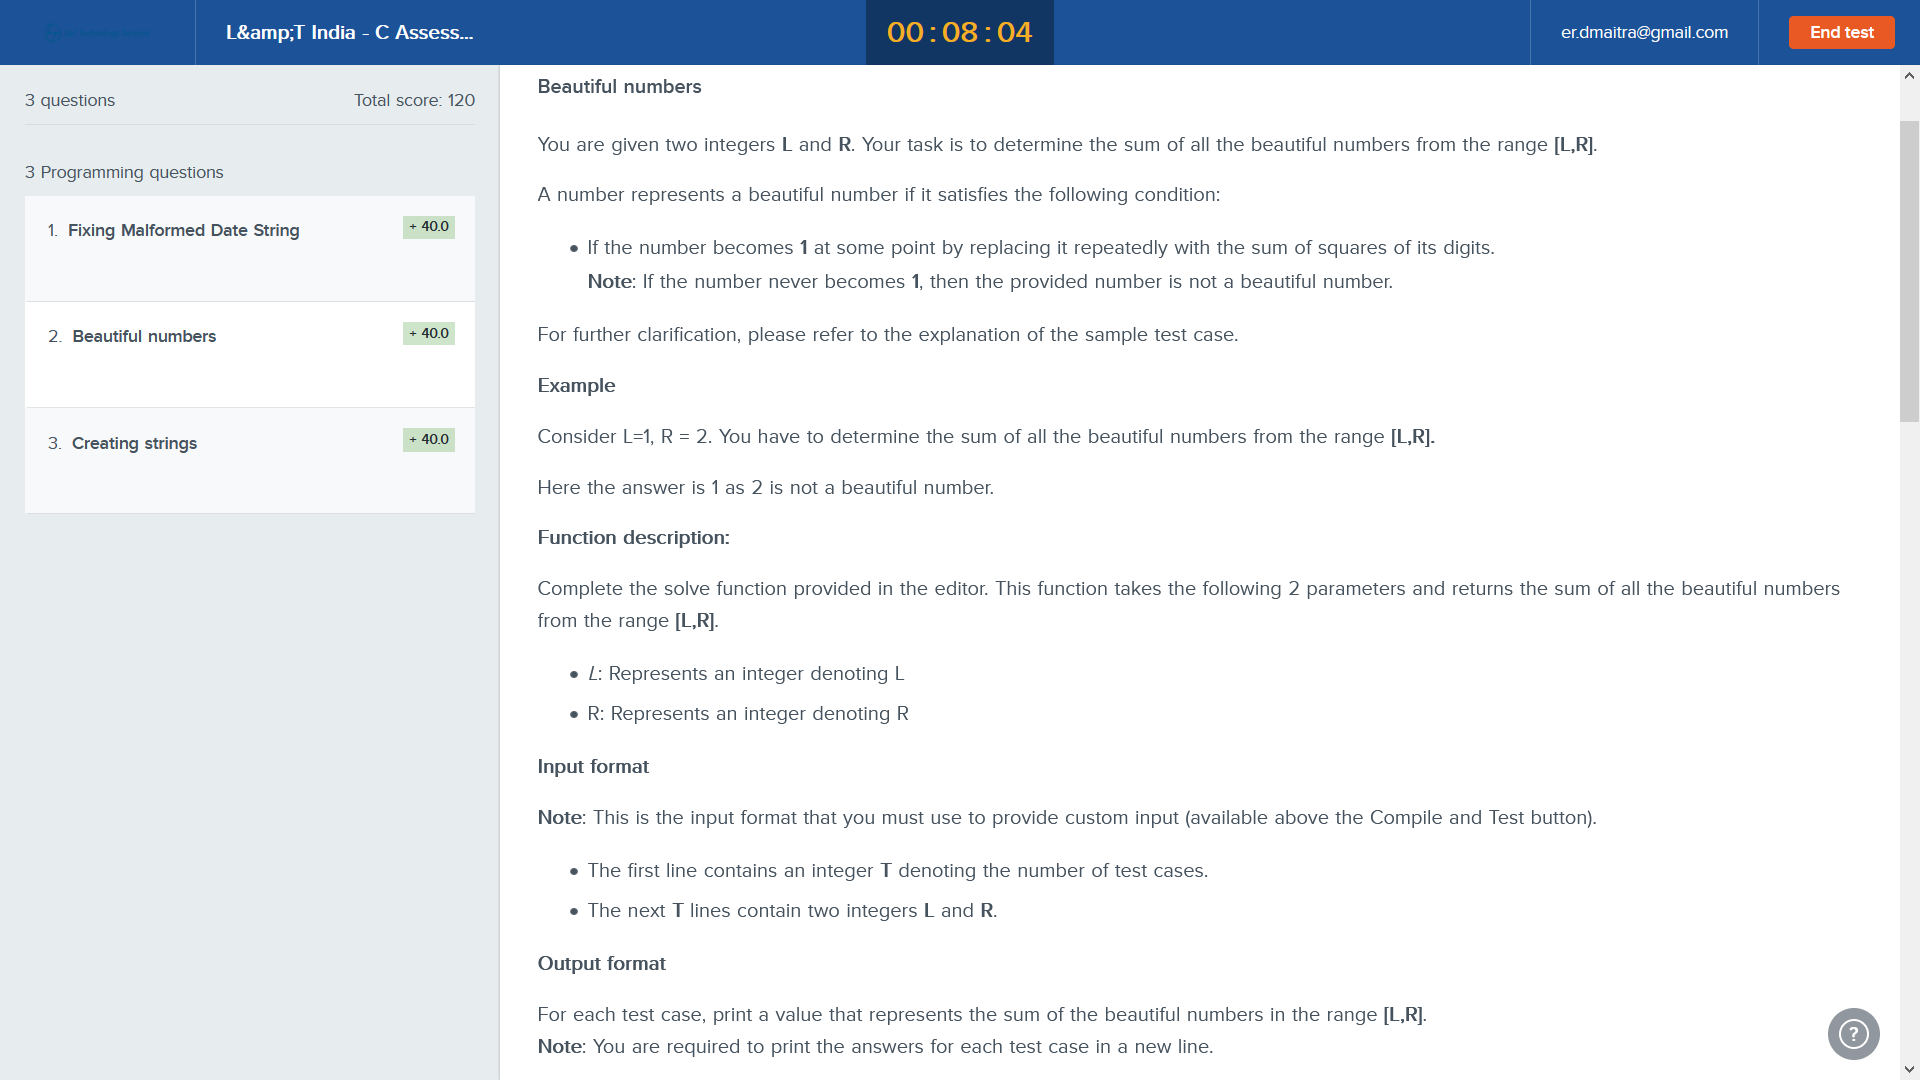 L&amp;T India - C Assess...
00 : 08 : 04
er.dmaitra@gmail.com
End test
3 questions
Total score: 120
3 Programming questions
1. Fixing Malformed Date String
+ 40.0
2. Beautiful numbers
+ 40.0
3. Creating strings
+ 40.0
Beautiful numbers
You are given two integers L and R. Your task is to determine the sum of all the beautiful numbers from the range [L,R].
A number represents a beautiful number if it satisfies the following condition:
• If the number becomes 1 at some point by replacing it repeatedly with the sum of squares of its digits.
Note: If the number never becomes 1, then the provided number is not a beautiful number.
For further clarification, please refer to the explanation of the sample test case.
Example
Consider L=1, R = 2. You have to determine the sum of all the beautiful numbers from the range [L,R].
Here the answer is 1 as 2 is not a beautiful number.
Function description:
Complete the solve function provided in the editor. This function takes the following 2 parameters and returns the sum of all the beautiful numbers
from the range [L,R].
• L: Represents an integer denoting L
• R: Represents an integer denoting R
Input format
Note: This is the input format that you must use to provide custom input (available above the Compile and Test button).
• The first line contains an integer T denoting the number of test cases.
• The next T lines contain two integers L and R.
Output format
For each test case, print a value that represents the sum of the beautiful numbers in the range [L,R].
Note: You are required to print the answers for each test case in a new line.
?